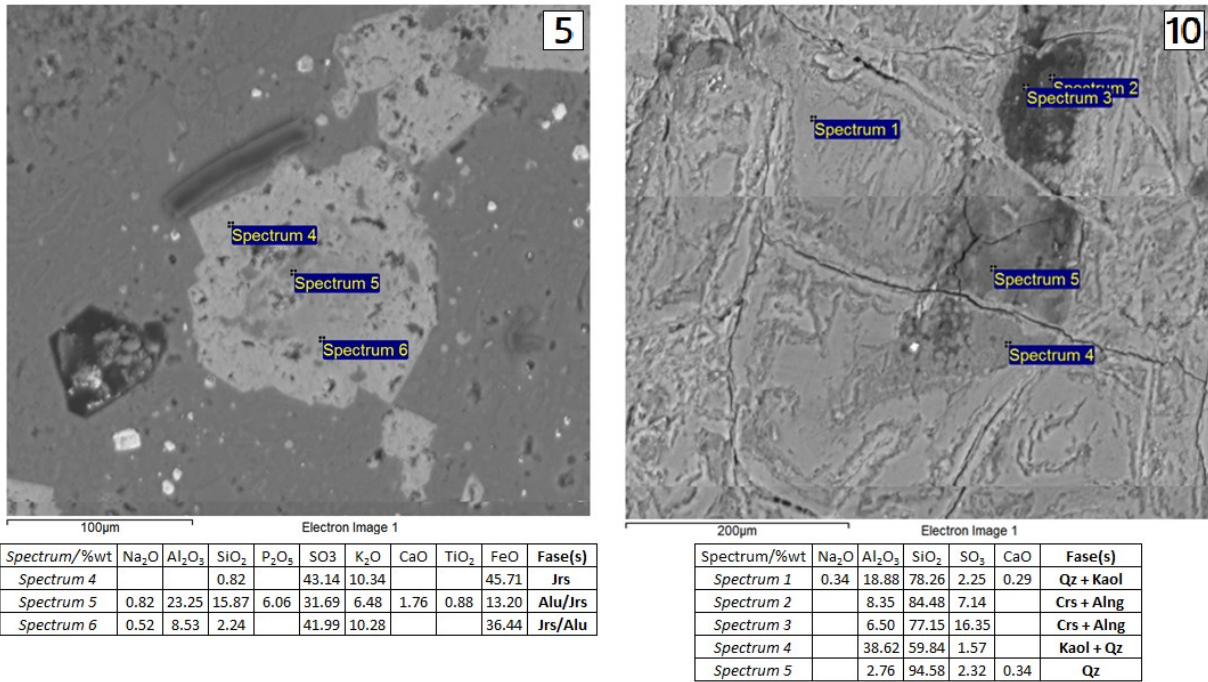 5
Spectrum 4
Spectrum 5
Spectrum 6
100µm Electron Image 1
Spectrum/%wt Na₂O Al₂O₃ SiO₂ P₂O₅ SO3 K₂O CaO TiO₂ FeO Fase(s)
Spectrum 4 0.82 43.14 10.34 45.71 Jrs
Spectrum 5 0.82 23.25 15.87 6.06 31.69 6.48 1.76 0.88 13.20 Alu/Jrs
Spectrum 6 0.52 8.53 2.24 41.99 10.28 36.44 Jrs/Alu
10
Spectrum 2
Spectrum 3
Spectrum 1
Spectrum 5
Spectrum 4
200µm Electron Image 1
Spectrum/%wt Na₂O Al₂O₃ SiO₂ SO₃ CaO Fase(s)
Spectrum 1 0.34 18.88 78.26 2.25 0.29 Qz + Kaol
Spectrum 2 8.35 84.48 7.14 Crs + Alng
Spectrum 3 6.50 77.15 16.35 Crs + Alng
Spectrum 4 38.62 59.84 1.57 Kaol + Qz
Spectrum 5 2.76 94.58 2.32 0.34 Qz